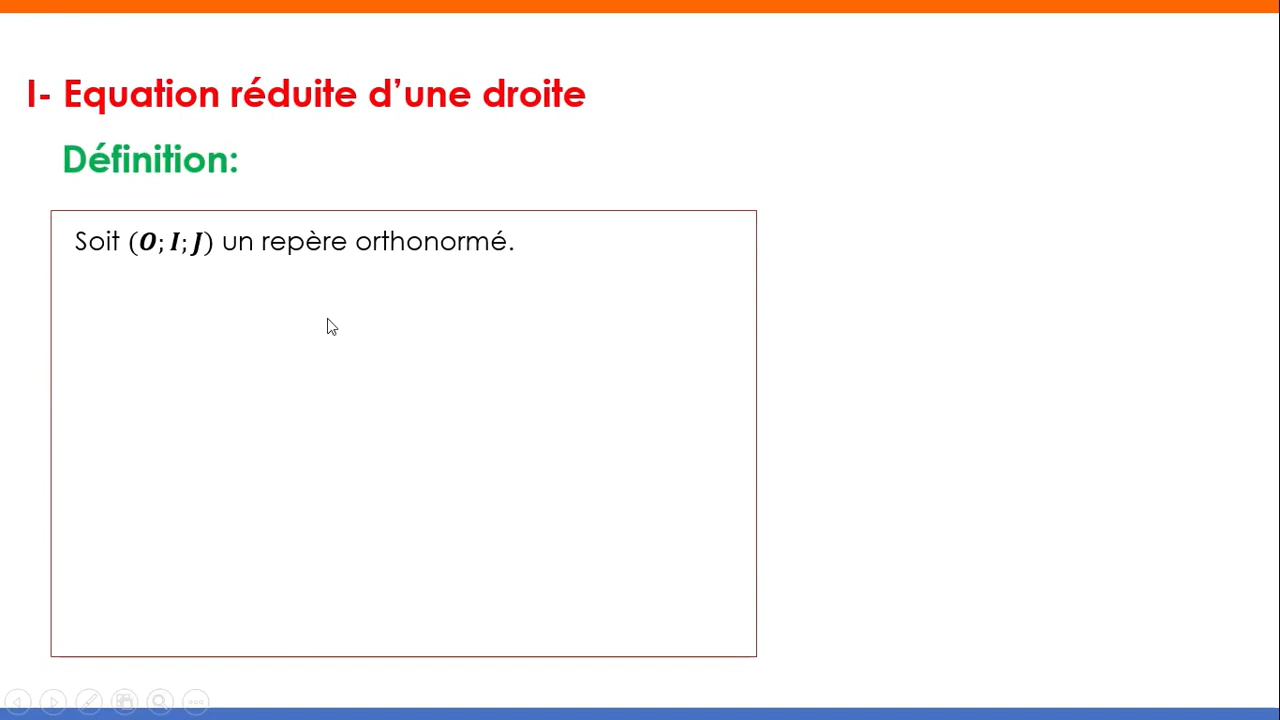 I- Equation réduite d’une droite
Définition:
Soit (O; I; J) un repère orthonormé.